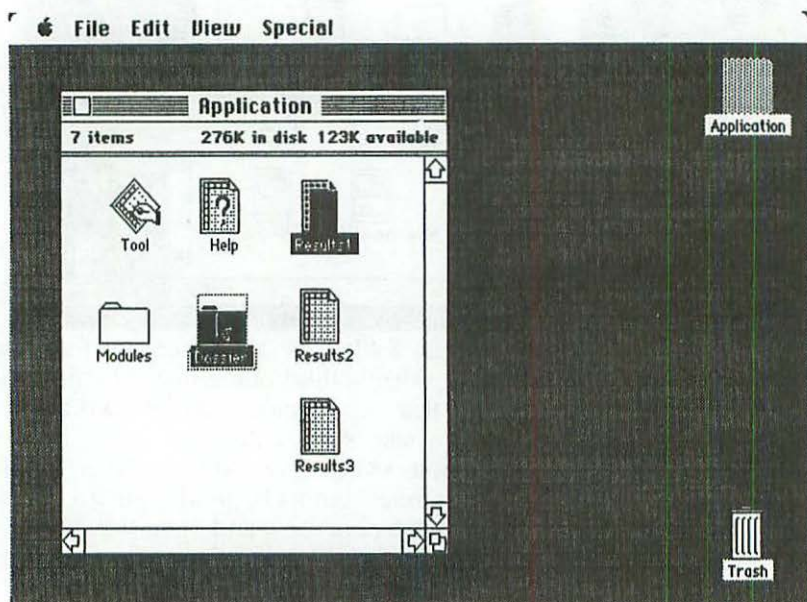 File Edit View Special
Application
7 items 276K in disk 123K available
Tool Help Results1
Modules Dossier Results2
Results3
Application
Trash